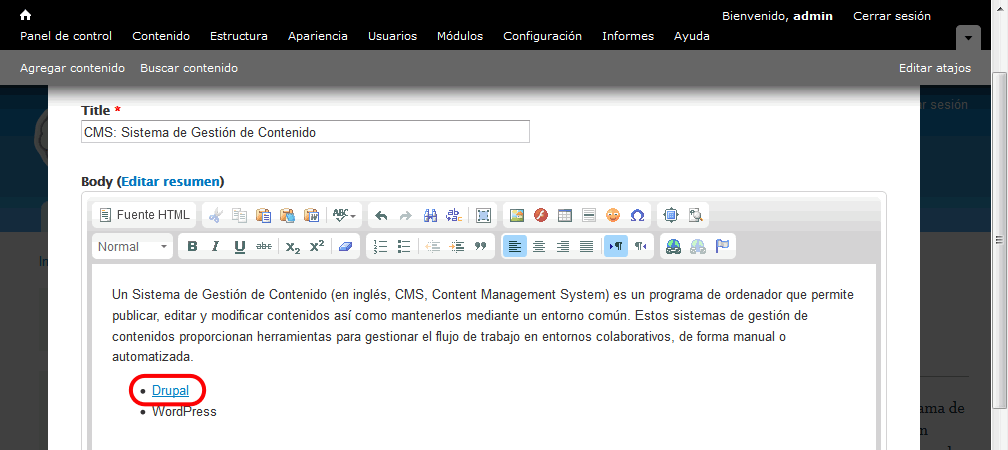 Bienvenido, admin Cerrar sesión
Panel de control Contenido Estructura Apariencia Usuarios Módulos Configuración Informes Ayuda
Agregar contenido Buscar contenido Editar atajos
ar sesión
Title *
CMS: Sistema de Gestión de Contenido
Body (Editar resumen)
Fuente HTML
Normal
In
Un Sistema de Gestión de Contenido (en inglés, CMS, Content Management System) es un programa de ordenador que permite
publicar, editar y modificar contenidos así como mantenerlos mediante un entorno común. Estos sistemas de gestión de
contenidos proporcionan herramientas para gestionar el flujo de trabajo en entornos colaborativos, de forma manual o
automatizada.
• Drupal
• WordPress
ama de